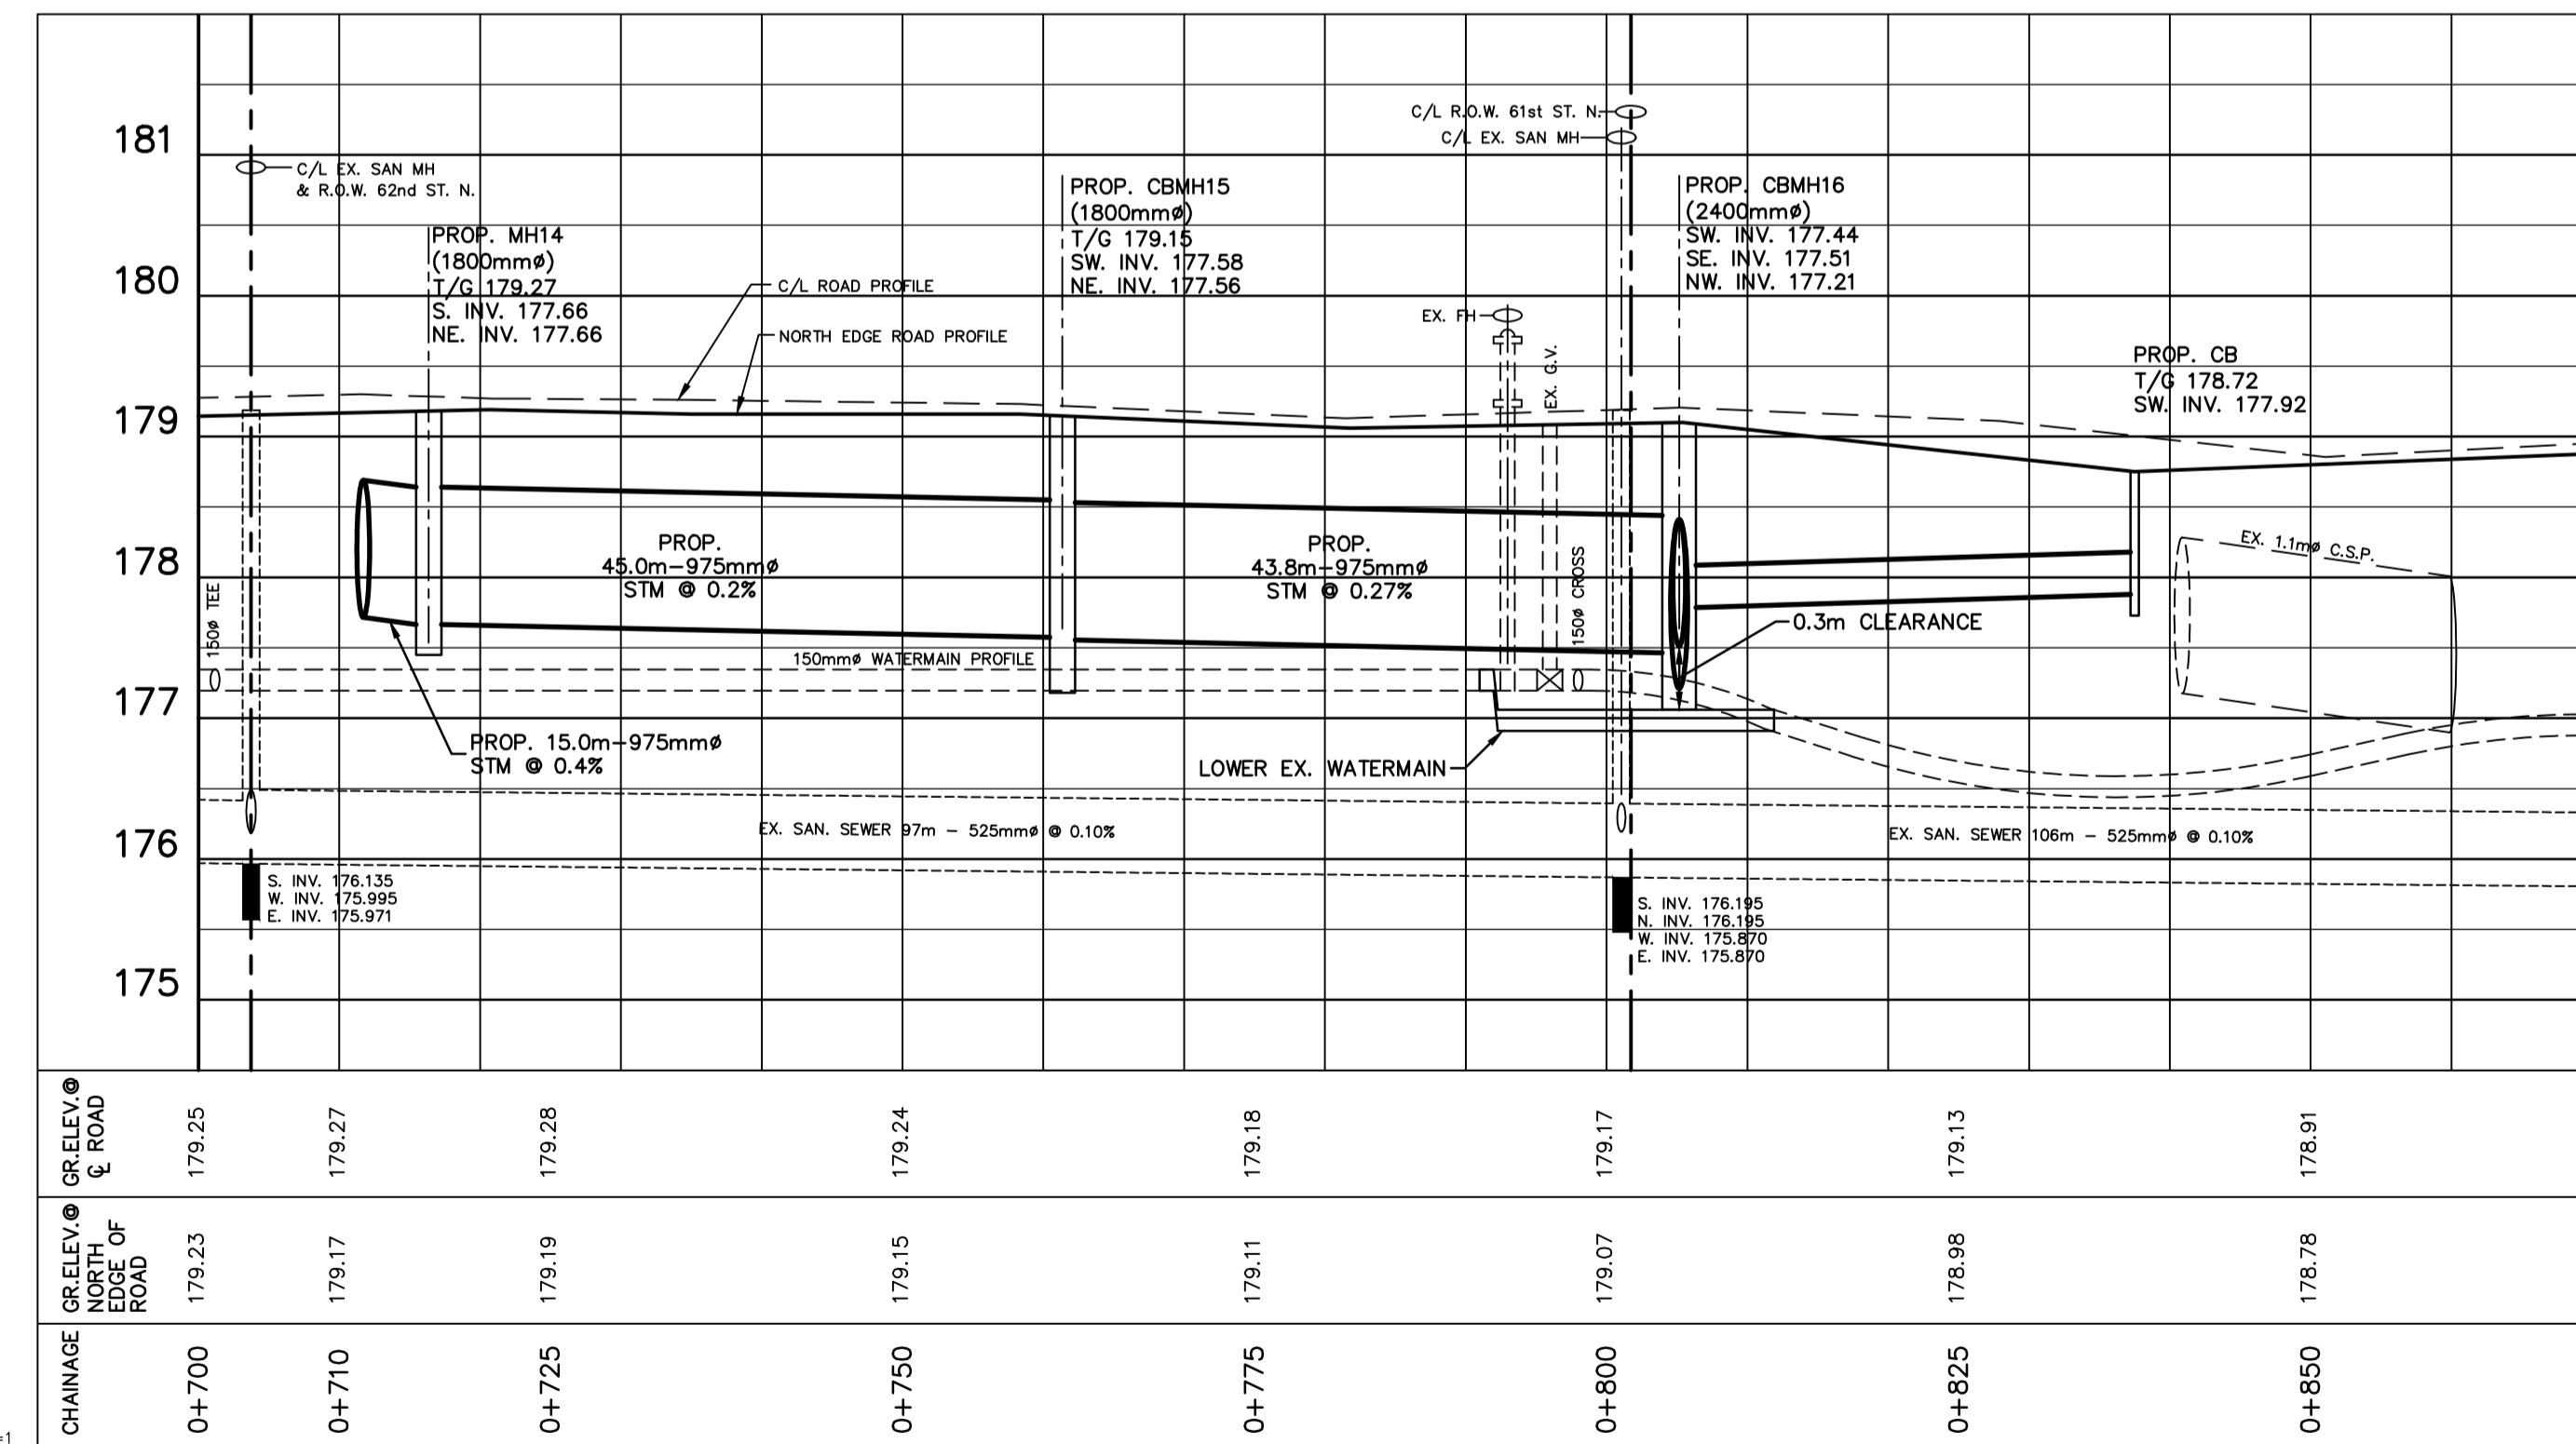 C/L R.O.W. 61st ST. N.
C/L EX. SAN MH
181
C/L EX. SAN MH
& R.O.W. 62nd ST. N.
PROP. MH14
(1800mmø)
T/G 179.27
S. INV. 177.66
NE. INV. 177.66
PROP. CBMH15
(1800mmø)
T/G 179.15
SW. INV. 177.58
NE. INV. 177.56
PROP. CBMH16
(2400mmø)
SW. INV. 177.44
SE. INV. 177.51
NW. INV. 177.21
180
C/L ROAD PROFILE
NORTH EDGE ROAD PROFILE
EX. FH
EX. G.V.
PROP. CB
T/G 178.72
SW. INV. 177.92
179
178
PROP.
45.0m-975mmø
STM @ 0.2%
PROP.
43.8m-975mmø
STM @ 0.27%
150ø CROSS
EX. 1.1mø C.S.P.
0.3m CLEARANCE
150ø TEE
150mmø WATERMAIN PROFILE
177
PROP. 15.0m-975mmø
STM @ 0.4%
LOWER EX. WATERMAIN
176
EX. SAN. SEWER 97m - 525mmø @ 0.10%
EX. SAN. SEWER 106m - 525mmø @ 0.10%
S. INV. 176.135
W. INV. 175.995
E. INV. 175.971
S. INV. 176.195
N. INV. 176.195
W. INV. 175.870
E. INV. 175.870
175
GR.ELEV.@
℄ ROAD
179.25
179.27
179.28
179.24
179.18
179.17
179.13
178.91
GR.ELEV.@
NORTH
EDGE OF
ROAD
179.23
179.17
179.19
179.15
179.11
179.07
178.98
178.78
CHAINAGE
0+700
0+710
0+725
0+750
0+775
0+800
0+825
0+850
=1